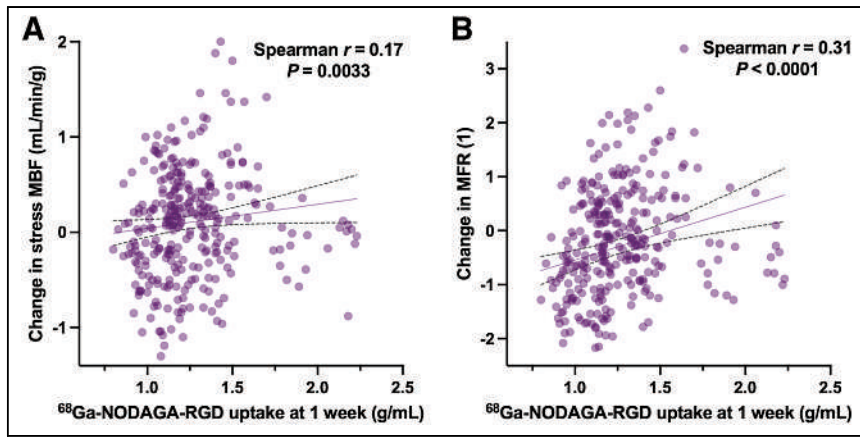 A
Spearman r = 0.17
P = 0.0033
Change in stress MBF (mL/min/g)
2
1
0
-1
1.0 1.5 2.0 2.5
⁶⁸Ga-NODAGA-RGD uptake at 1 week (g/mL)
B
Spearman r = 0.31
P < 0.0001
Change in MFR (1)
3
2
1
0
-1
-2
1.0 1.5 2.0 2.5
⁶⁸Ga-NODAGA-RGD uptake at 1 week (g/mL)